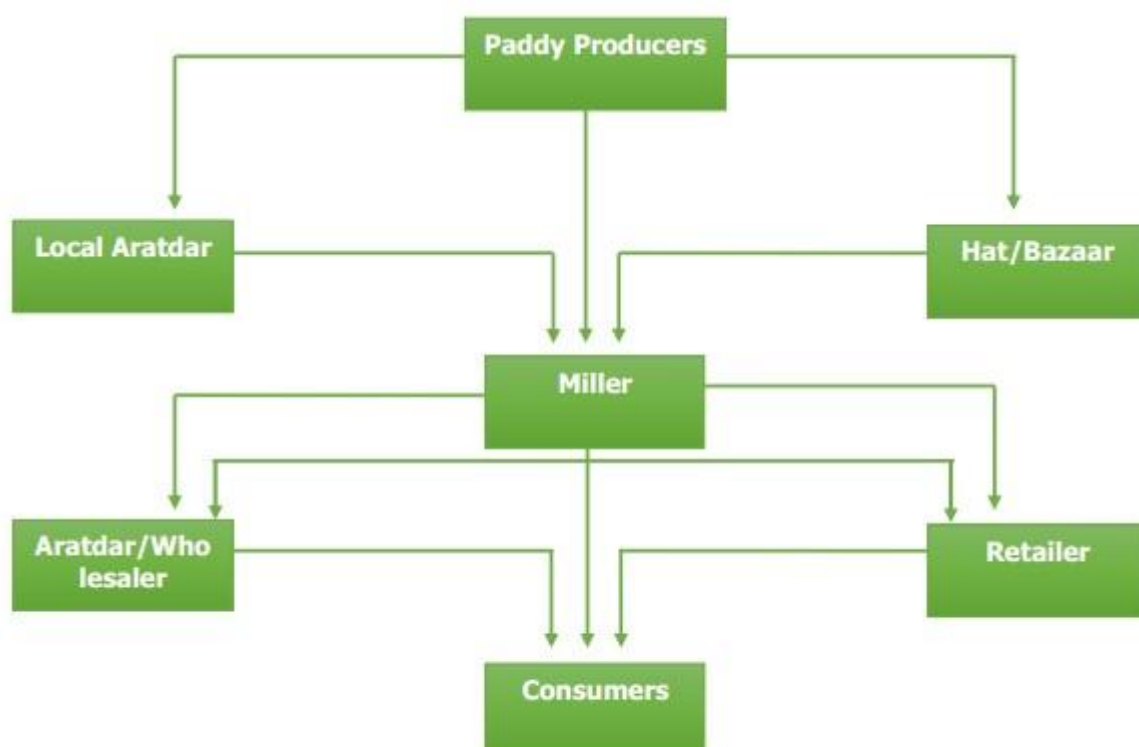 Paddy Producers
Local Aratdar
Hat/Bazaar
Miller
Aratdar/Who
lesaler
Retailer
Consumers